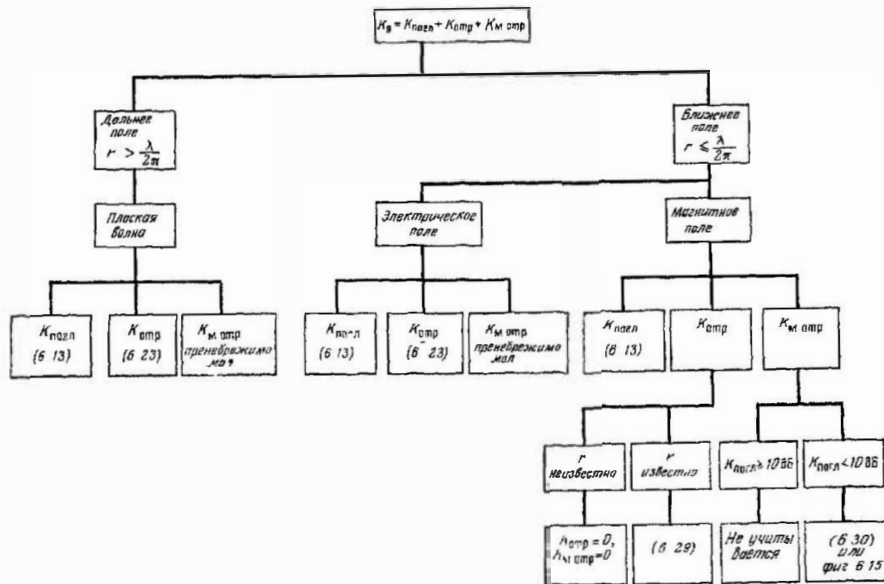 Kэ = Kпогл + Kотр + Kм отр
Дальнее
поле
r > λ/2π
Ближнее
поле
r ≤ λ/2π
Плоская
волна
Электрическое
поле
Магнитное
поле
Kпогл
(6 13)
Kотр
(6 23)
Kм отр
пренебрежимо
мал
Kпогл
(6 13)
Kотр
(6 23)
Kм отр
пренебрежимо
мал
Kпогл
(6 13)
Kотр
Kм отр
r
неизвестно
r
известно
Kпогл ≥ 10 дБ
Kпогл < 10 дБ
Kотр = 0,
Kм отр = 0
(6 29)
Не учиты
вается
(6 30)
или
фиг 6 15